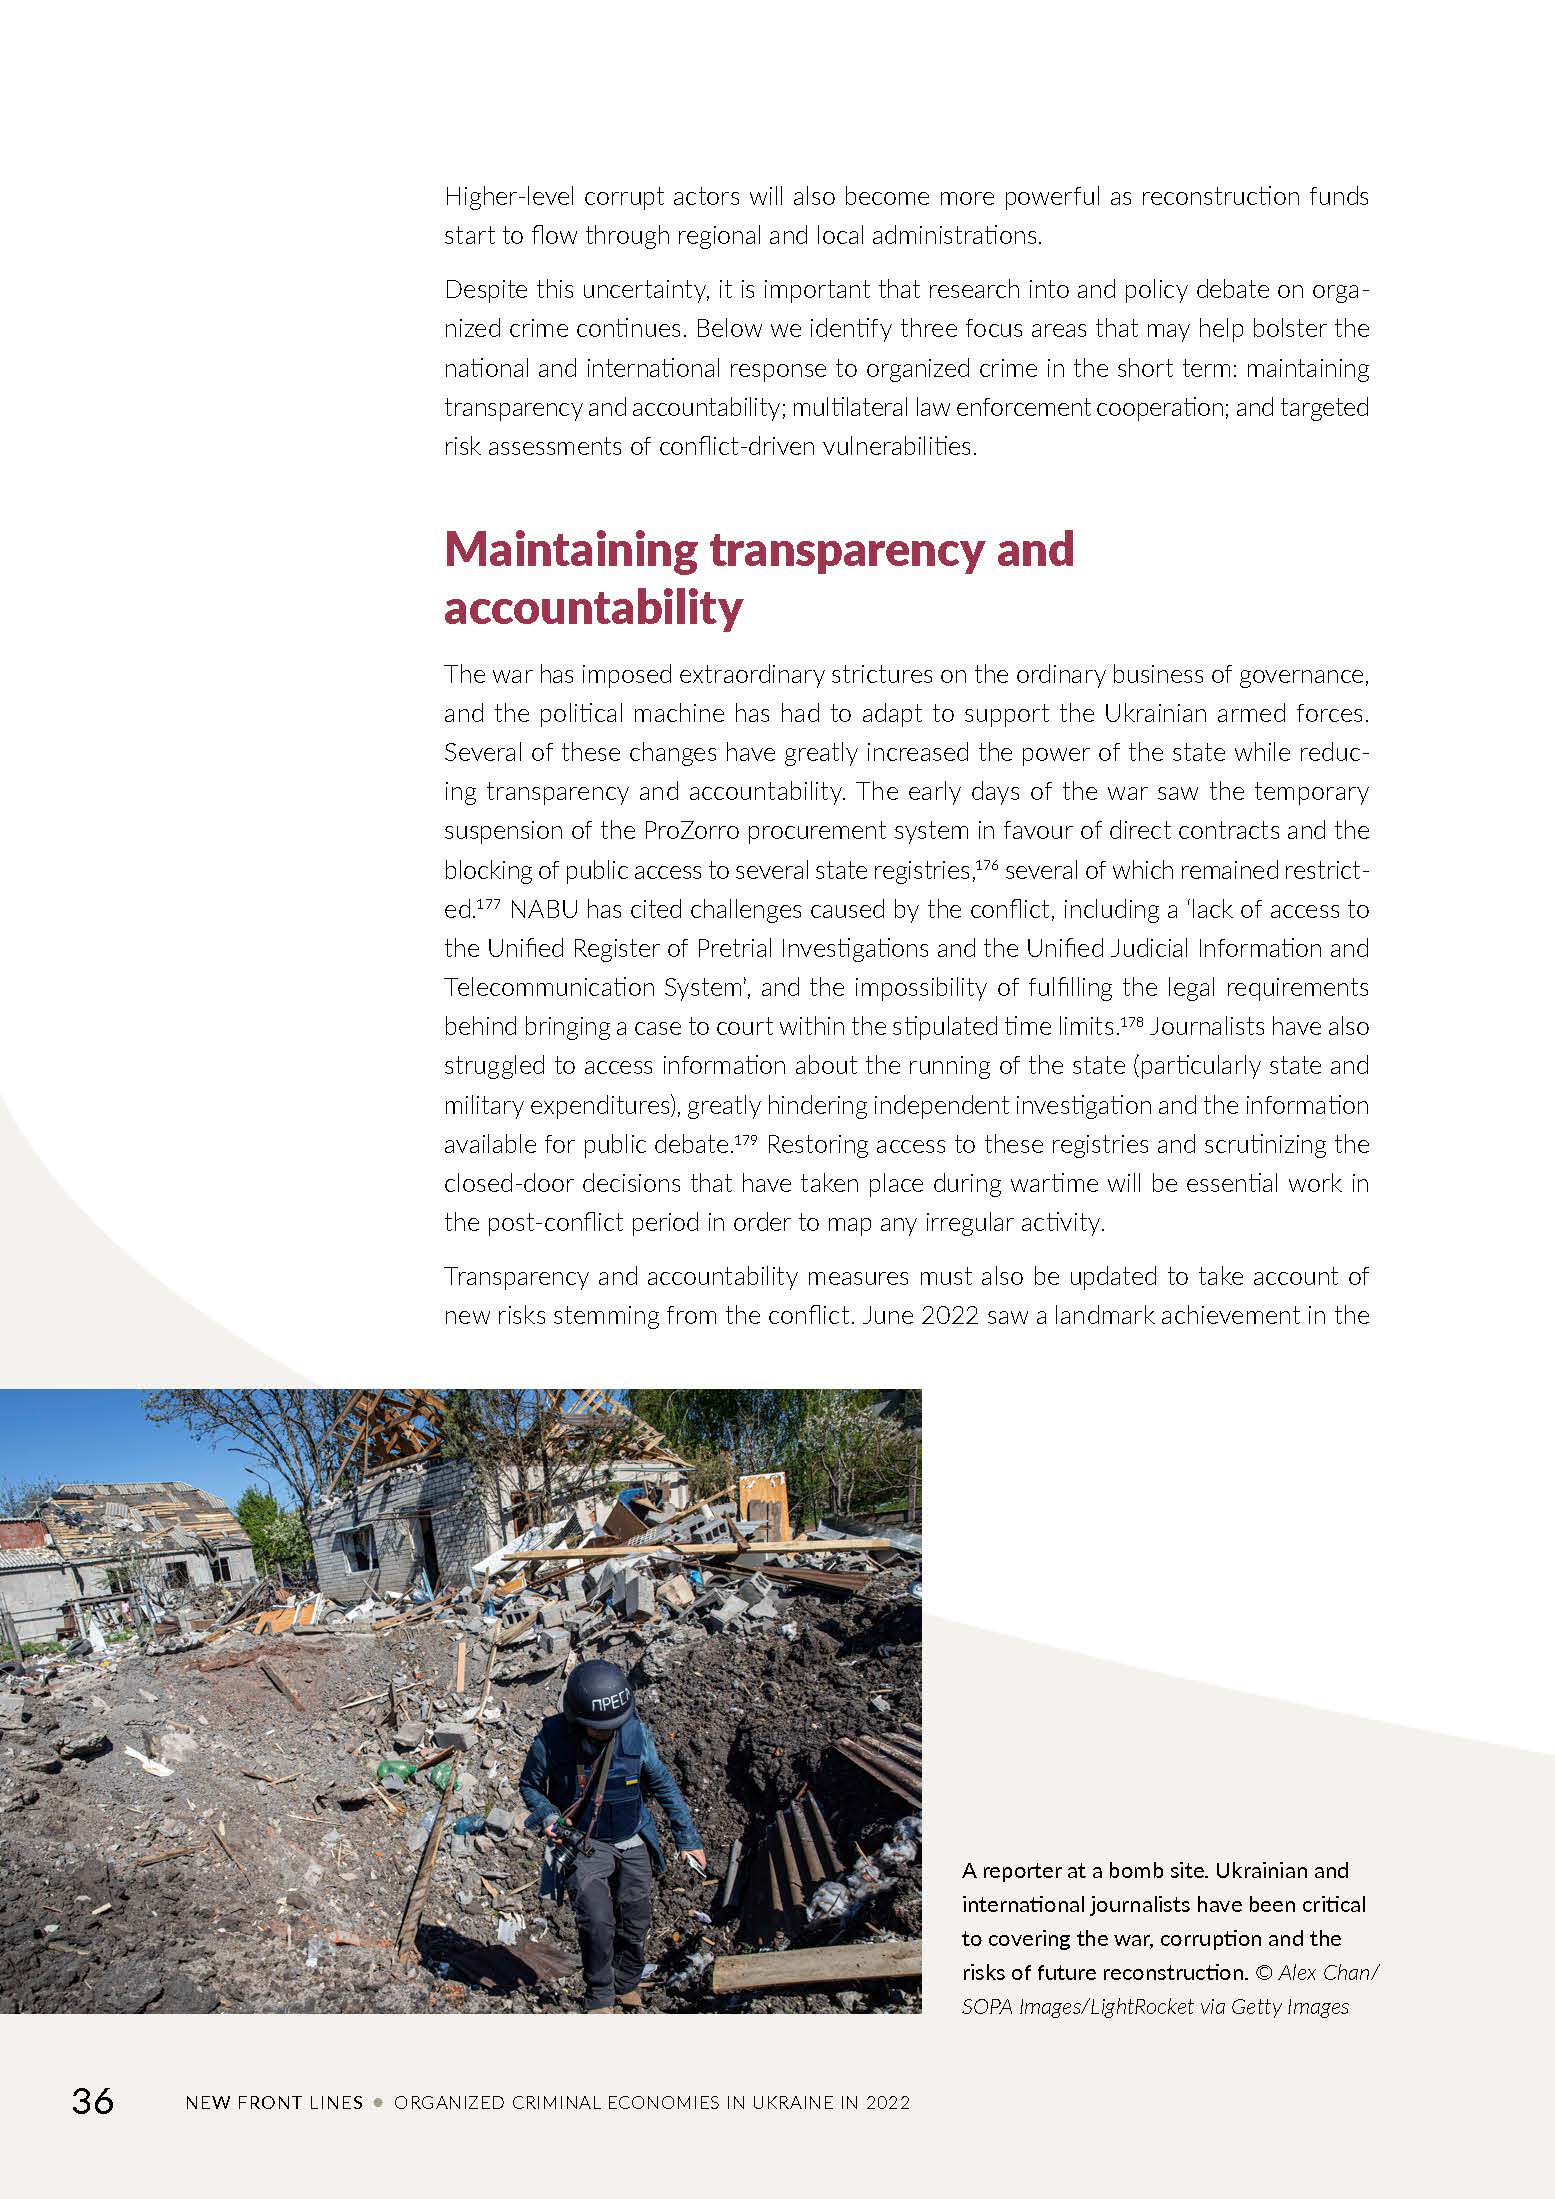 Higher-level corrupt actors will also become more powerful as reconstruction funds
start to flow through regional and local administrations.
Despite this uncertainty, it is important that research into and policy debate on orga-
nized crime continues. Below we identify three focus areas that may help bolster the
national and international response to organized crime in the short term: maintaining
transparency and accountability; multilateral law enforcement cooperation; and targeted
risk assessments of conflict-driven vulnerabilities.
Maintaining transparency and
accountability
The war has imposed extraordinary strictures on the ordinary business of governance,
and the political machine has had to adapt to support the Ukrainian armed forces.
Several of these changes have greatly increased the power of the state while reduc-
ing transparency and accountability. The early days of the war saw the temporary
suspension of the ProZorro procurement system in favour of direct contracts and the
blocking of public access to several state registries,¹⁷⁶ several of which remained restrict-
ed.¹⁷⁷ NABU has cited challenges caused by the conflict, including a ‘lack of access to
the Unified Register of Pretrial Investigations and the Unified Judicial Information and
Telecommunication System’, and the impossibility of fulfilling the legal requirements
behind bringing a case to court within the stipulated time limits.¹⁷⁸ Journalists have also
struggled to access information about the running of the state (particularly state and
military expenditures), greatly hindering independent investigation and the information
available for public debate.¹⁷⁹ Restoring access to these registries and scrutinizing the
closed-door decisions that have taken place during wartime will be essential work in
the post-conflict period in order to map any irregular activity.
Transparency and accountability measures must also be updated to take account of
new risks stemming from the conflict. June 2022 saw a landmark achievement in the
ПРЕСА
A reporter at a bomb site. Ukrainian and
international journalists have been critical
to covering the war, corruption and the
risks of future reconstruction. © Alex Chan/
SOPA Images/LightRocket via Getty Images
36 NEW FRONT LINES • ORGANIZED CRIMINAL ECONOMIES IN UKRAINE IN 2022